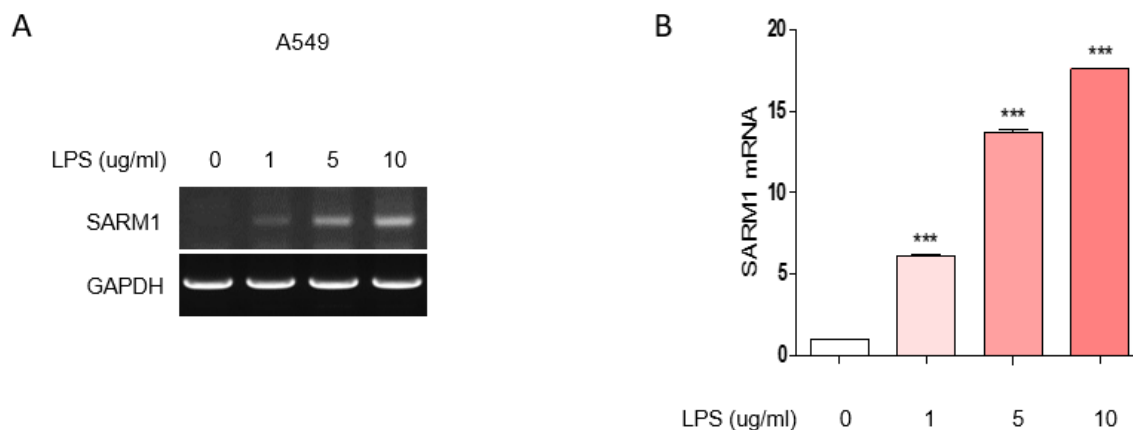 A
A549
LPS (ug/ml) 0 1 5 10
SARM1
GAPDH
B
SARM1 mRNA
20
15
10
5
0
***
***
***
LPS (ug/ml) 0 1 5 10